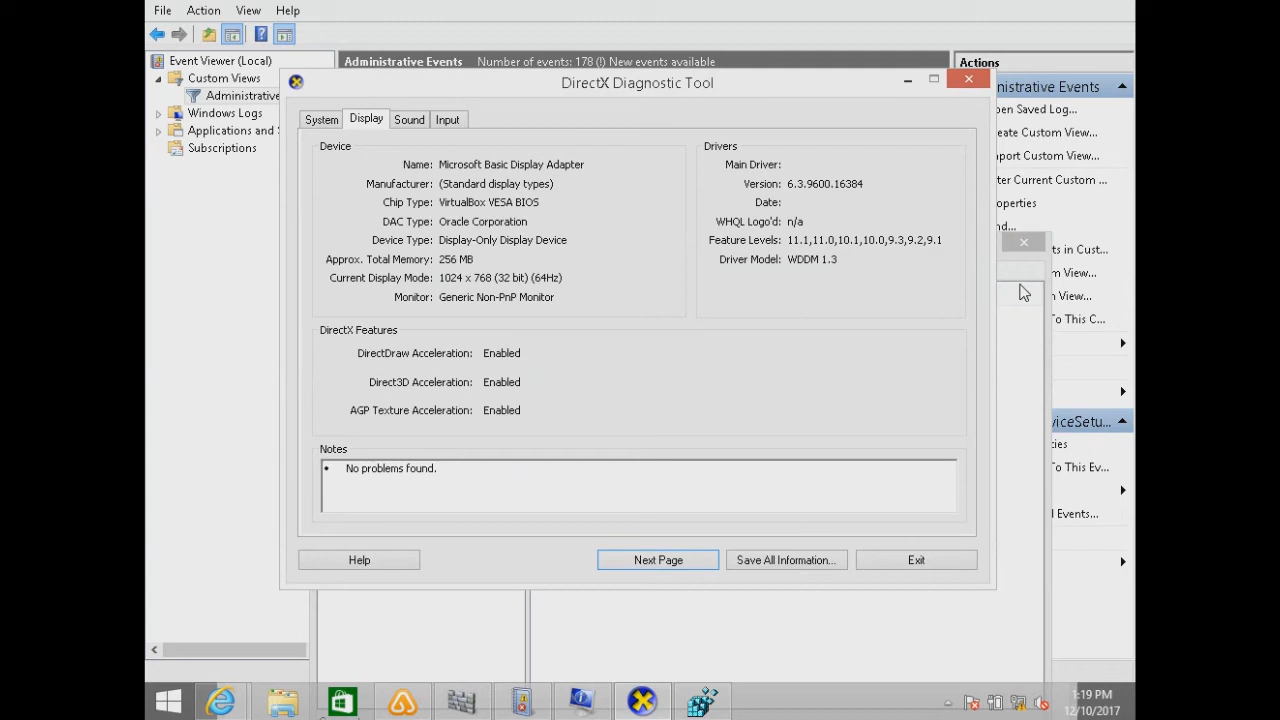 File Action View Help
Event Viewer (Local)
Custom Views
Administrative
Windows Logs
Applications and S
Subscriptions
Administrative Events Number of events: 178 (!) New events available
Actions
DirectX Diagnostic Tool
System Display Sound Input
Device
Name: Microsoft Basic Display Adapter
Manufacturer: (Standard display types)
Chip Type: VirtualBox VESA BIOS
DAC Type: Oracle Corporation
Device Type: Display-Only Display Device
Approx. Total Memory: 256 MB
Current Display Mode: 1024 x 768 (32 bit) (64Hz)
Monitor: Generic Non-PnP Monitor
Drivers
Main Driver:
Version: 6.3.9600.16384
Date:
WHQL Logo'd: n/a
Feature Levels: 11.1,11.0,10.1,10.0,9.3,9.2,9.1
Driver Model: WDDM 1.3
DirectX Features
DirectDraw Acceleration: Enabled
Direct3D Acceleration: Enabled
AGP Texture Acceleration: Enabled
Notes
• No problems found.
Help Next Page Save All Information... Exit
nistrative Events
pen Saved Log...
reate Custom View...
mport Custom View...
ter Current Custom ...
operties
nd...
ts in Cust...
m View...
n View...
To This C...
viceSetu...
ties
To This Ev...
d Events...
1:19 PM
12/10/2017